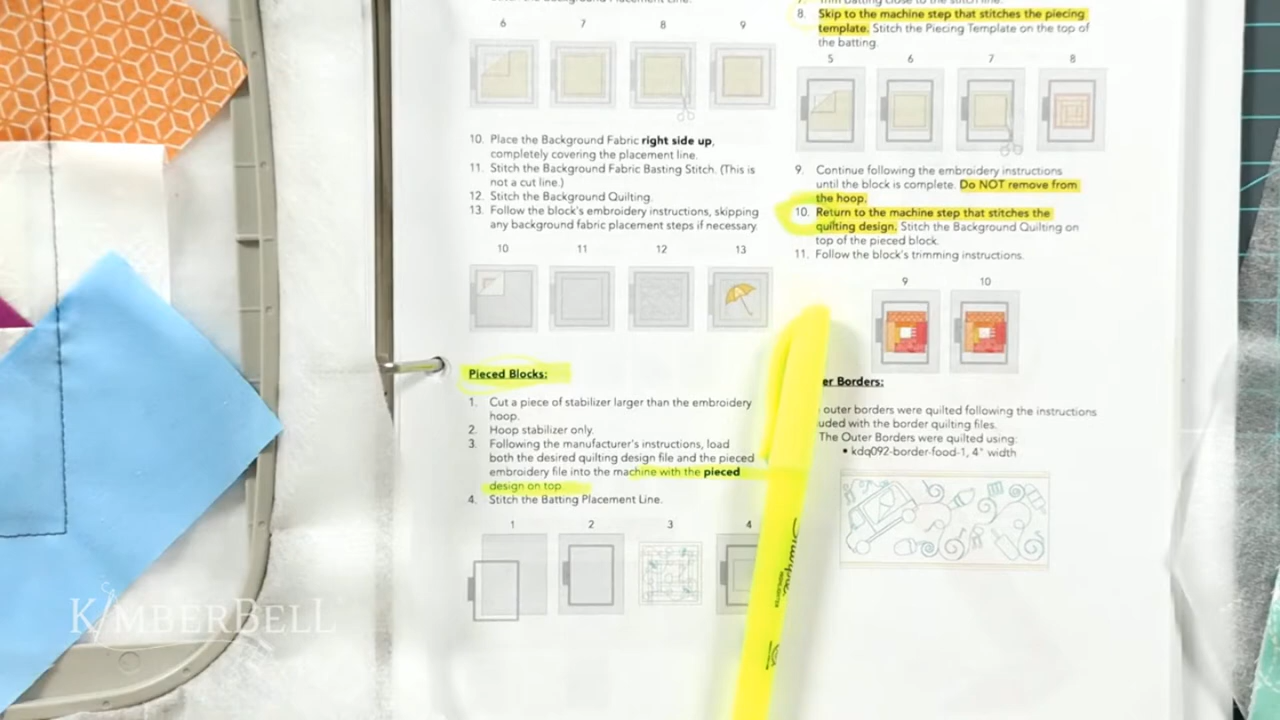 6 7 8 9
10. Place the Background Fabric right side up,
completely covering the placement line.
11. Stitch the Background Fabric Basting Stitch. (This is
not a cut line.)
12. Stitch the Background Quilting.
13. Follow the block's embroidery instructions, skipping
any background fabric placement steps if necessary.
10 11 12 13
Pieced Blocks:
1. Cut a piece of stabilizer larger than the embroidery
hoop.
2. Hoop stabilizer only.
3. Following the manufacturer's instructions, load
both the desired quilting design file and the pieced
embroidery file into the machine with the pieced
design on top
4. Stitch the Batting Placement Line.
1 2 3 4
8. Skip to the machine step that stitches the piecing
template. Stitch the Piecing Template on the top of
the batting.
5 6 7 8
9. Continue following the embroidery instructions
until the block is complete. Do NOT remove from
the hoop.
10. Return to the machine step that stitches the
quilting design. Stitch the Background Quilting on
top of the pieced block.
11. Follow the block's trimming instructions.
9 10
er Borders:
outer borders were quilted following the instructions
uded with the border quilting files.
The Outer Borders were quilted using:
• kdq092-border-food-1, 4" width
KIMBERBELL